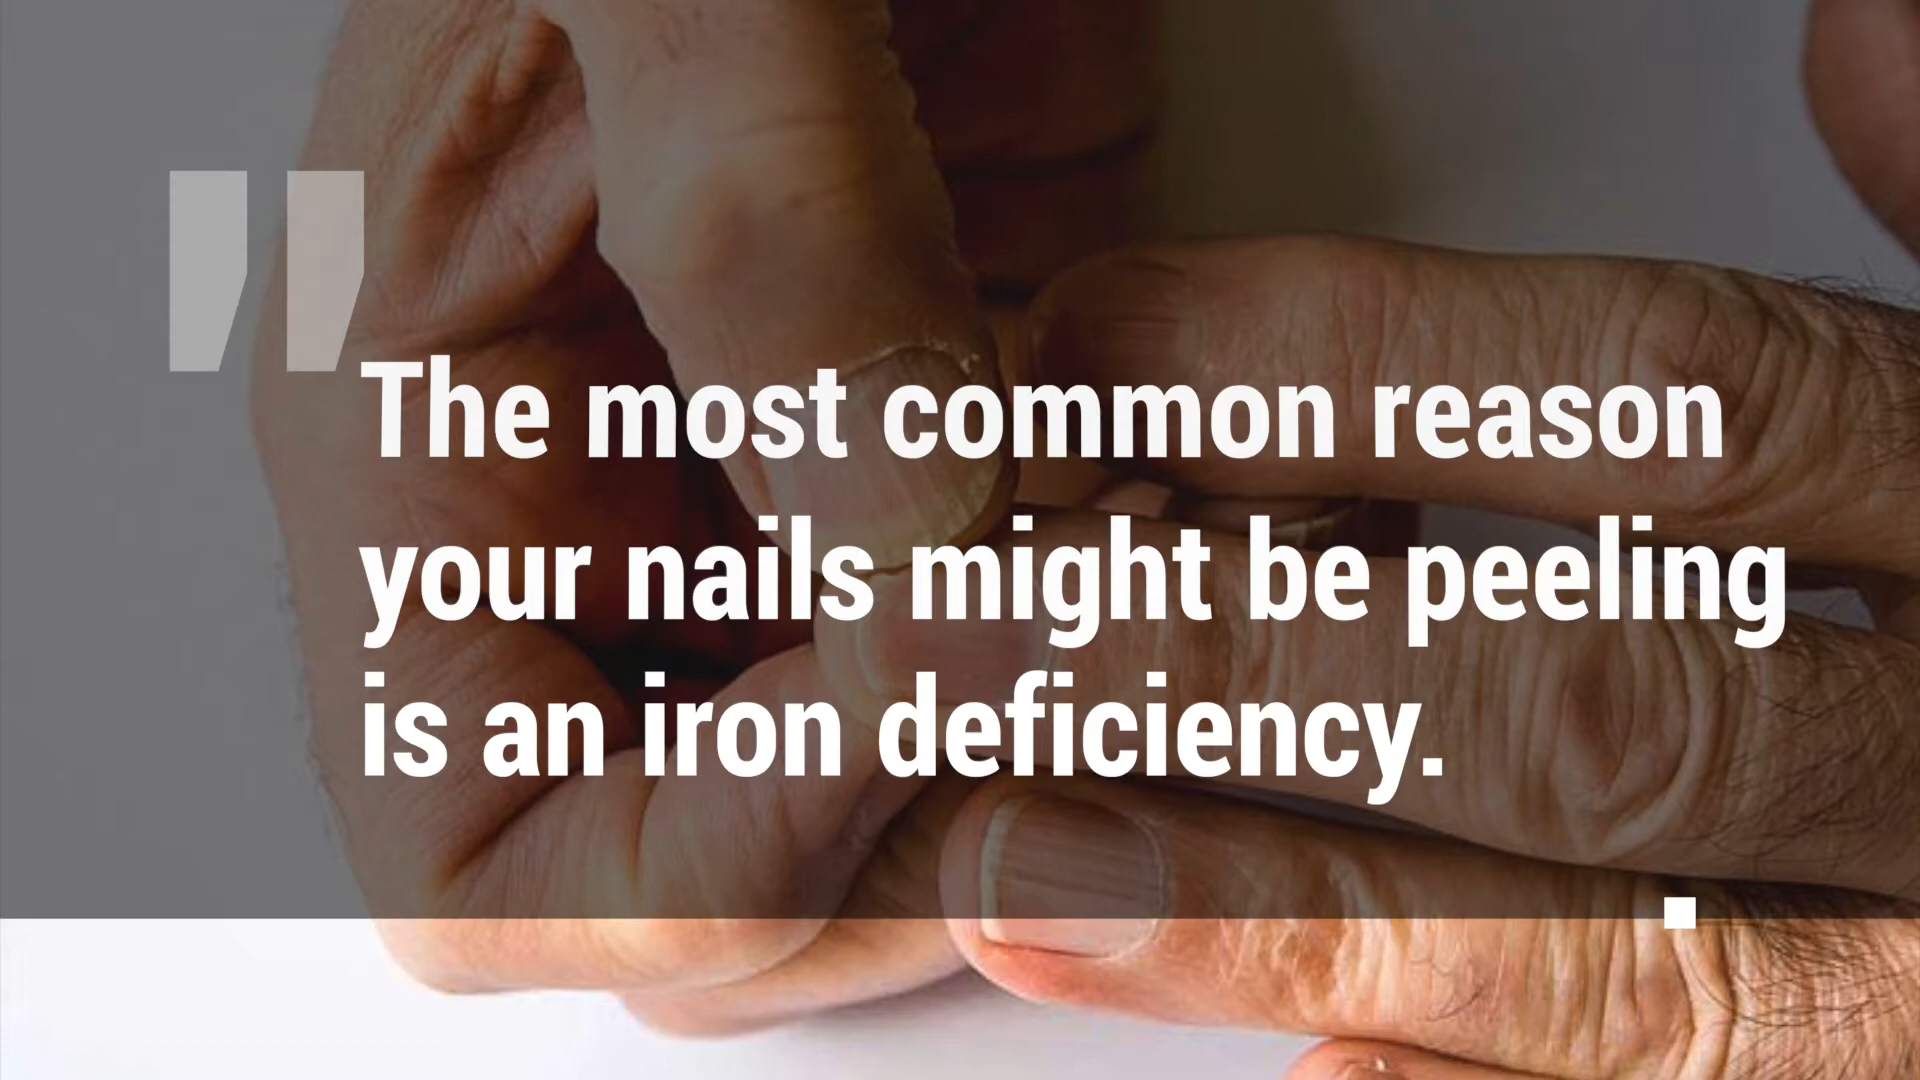 "
The most common reason
your nails might be peeling
is an iron deficiency.